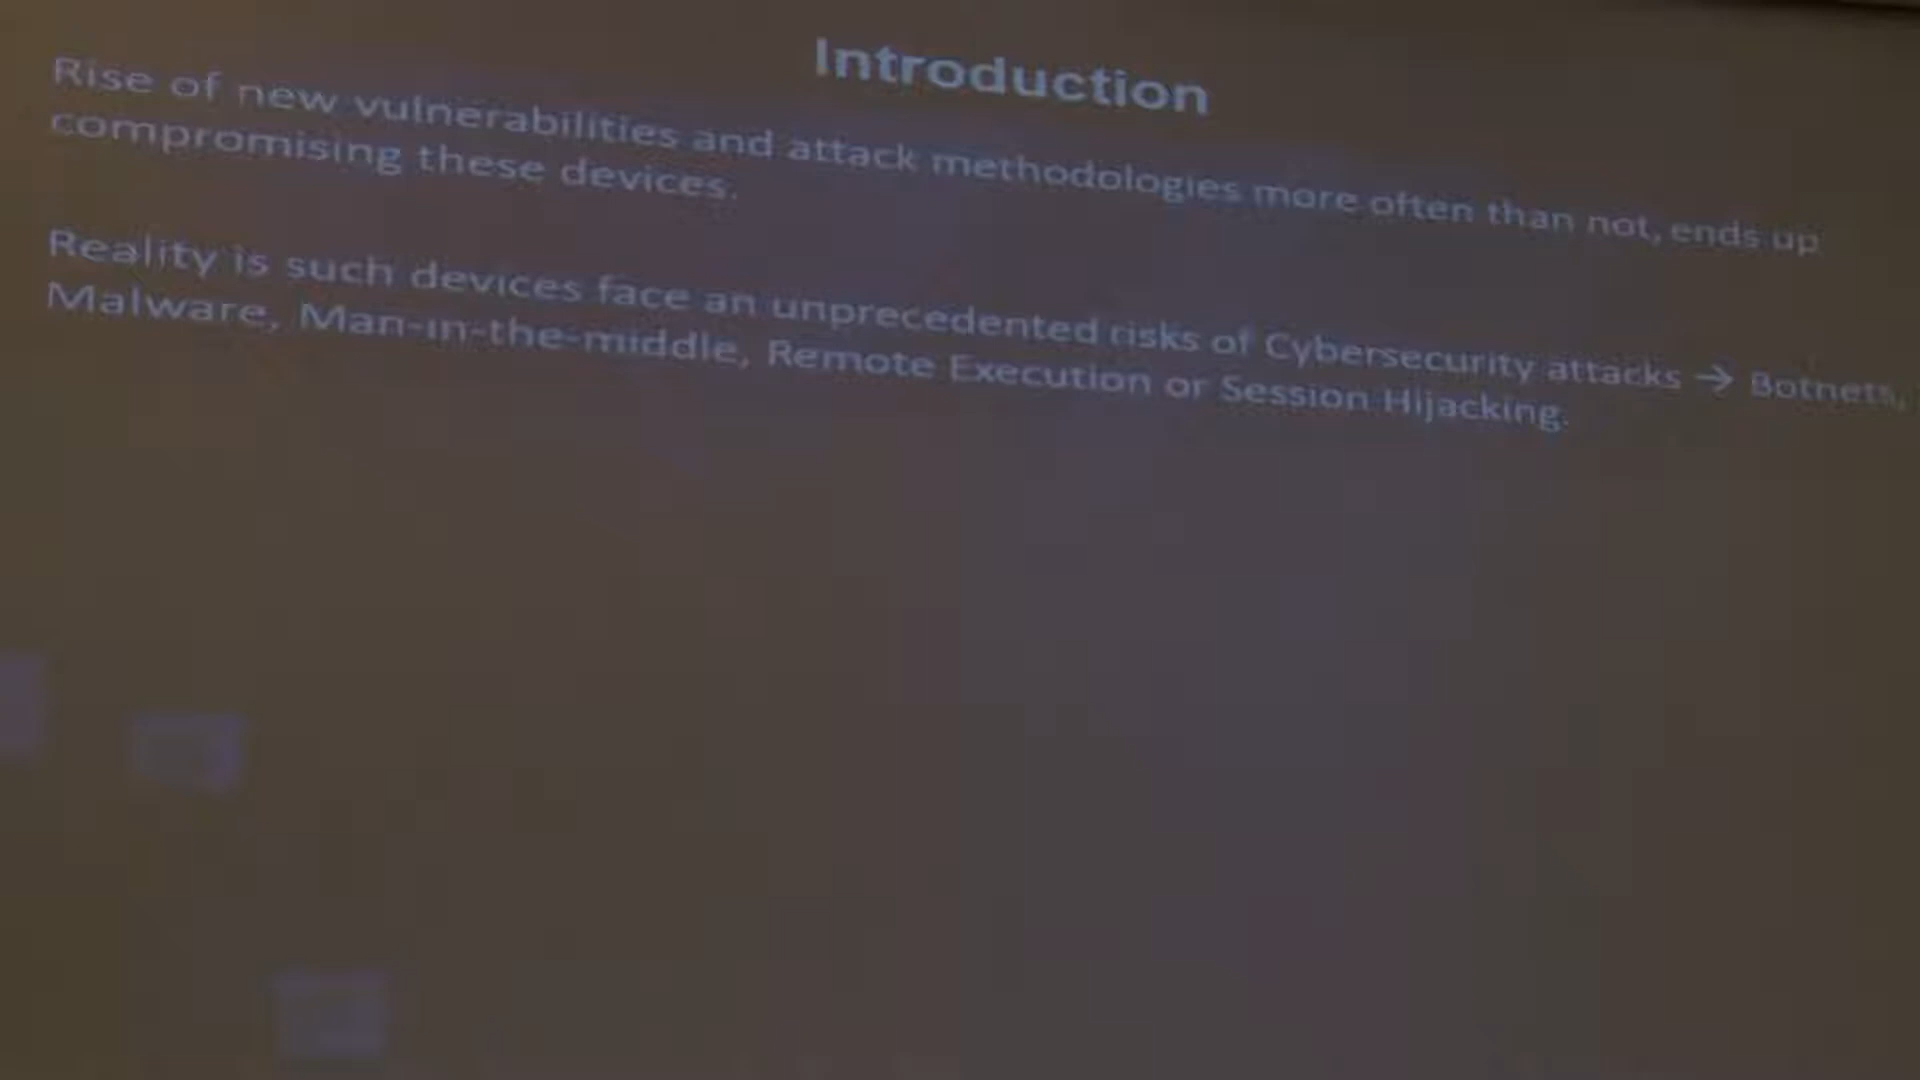 Introduction
Rise of new vulnerabilities and attack methodologies more often than not, ends up
compromising these devices.
Reality is such devices face an unprecedented risks of Cybersecurity attacks → Botnets,
Malware, Man-in-the-middle, Remote Execution or Session Hijacking.